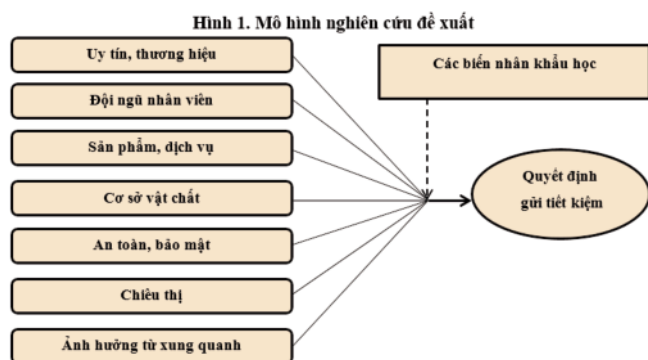 Hình 1. Mô hình nghiên cứu đề xuất
Uy tín, thương hiệu
Đội ngũ nhân viên
Sản phẩm, dịch vụ
Cơ sở vật chất
An toàn, bảo mật
Chiêu thị
Ảnh hưởng từ xung quanh
Các biến nhân khẩu học
Quyết định
gửi tiết kiệm